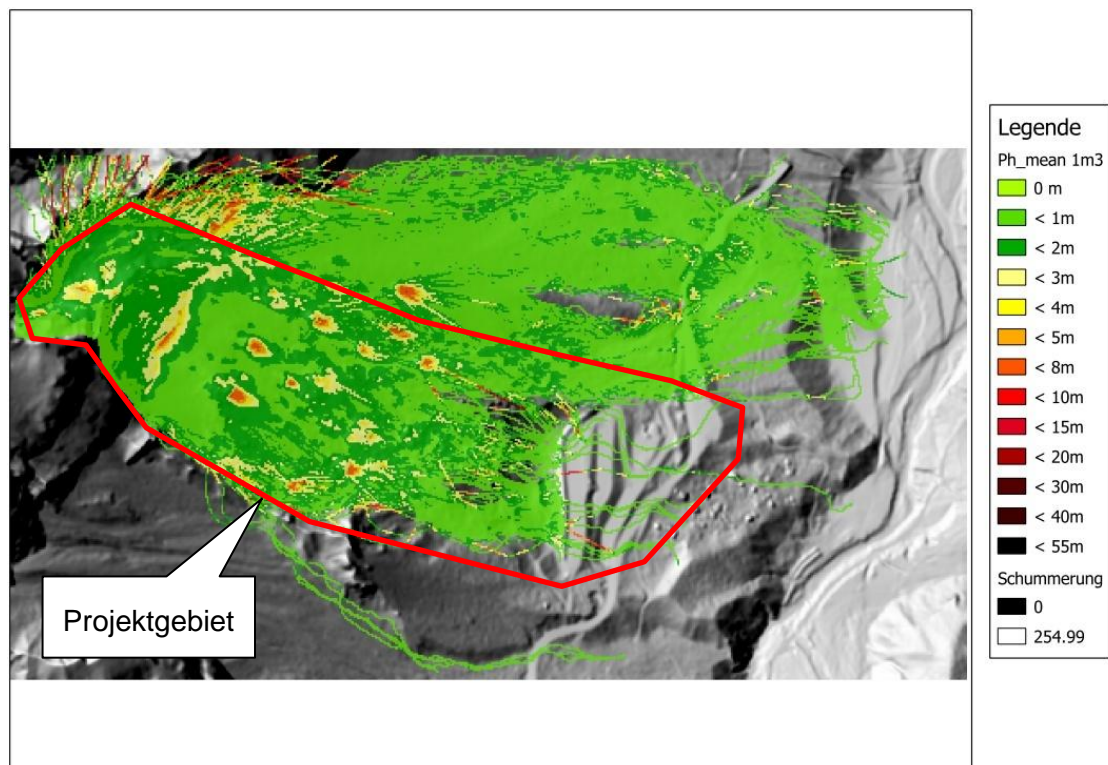 Projektgebiet
Legende
Ph_mean 1m3
0 m
< 1m
< 2m
< 3m
< 4m
< 5m
< 8m
< 10m
< 15m
< 20m
< 30m
< 40m
< 55m
Schummerung
0
254.99